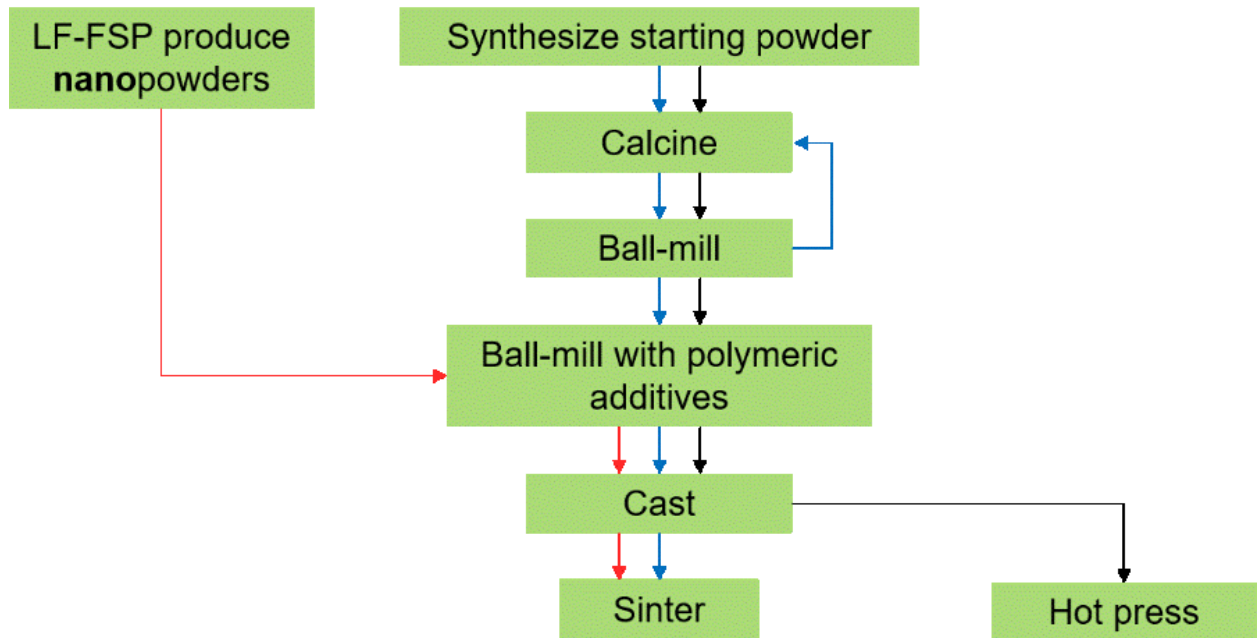 LF-FSP produce
nanopowders
Synthesize starting powder
Calcine
Ball-mill
Ball-mill with polymeric
additives
Cast
Sinter
Hot press